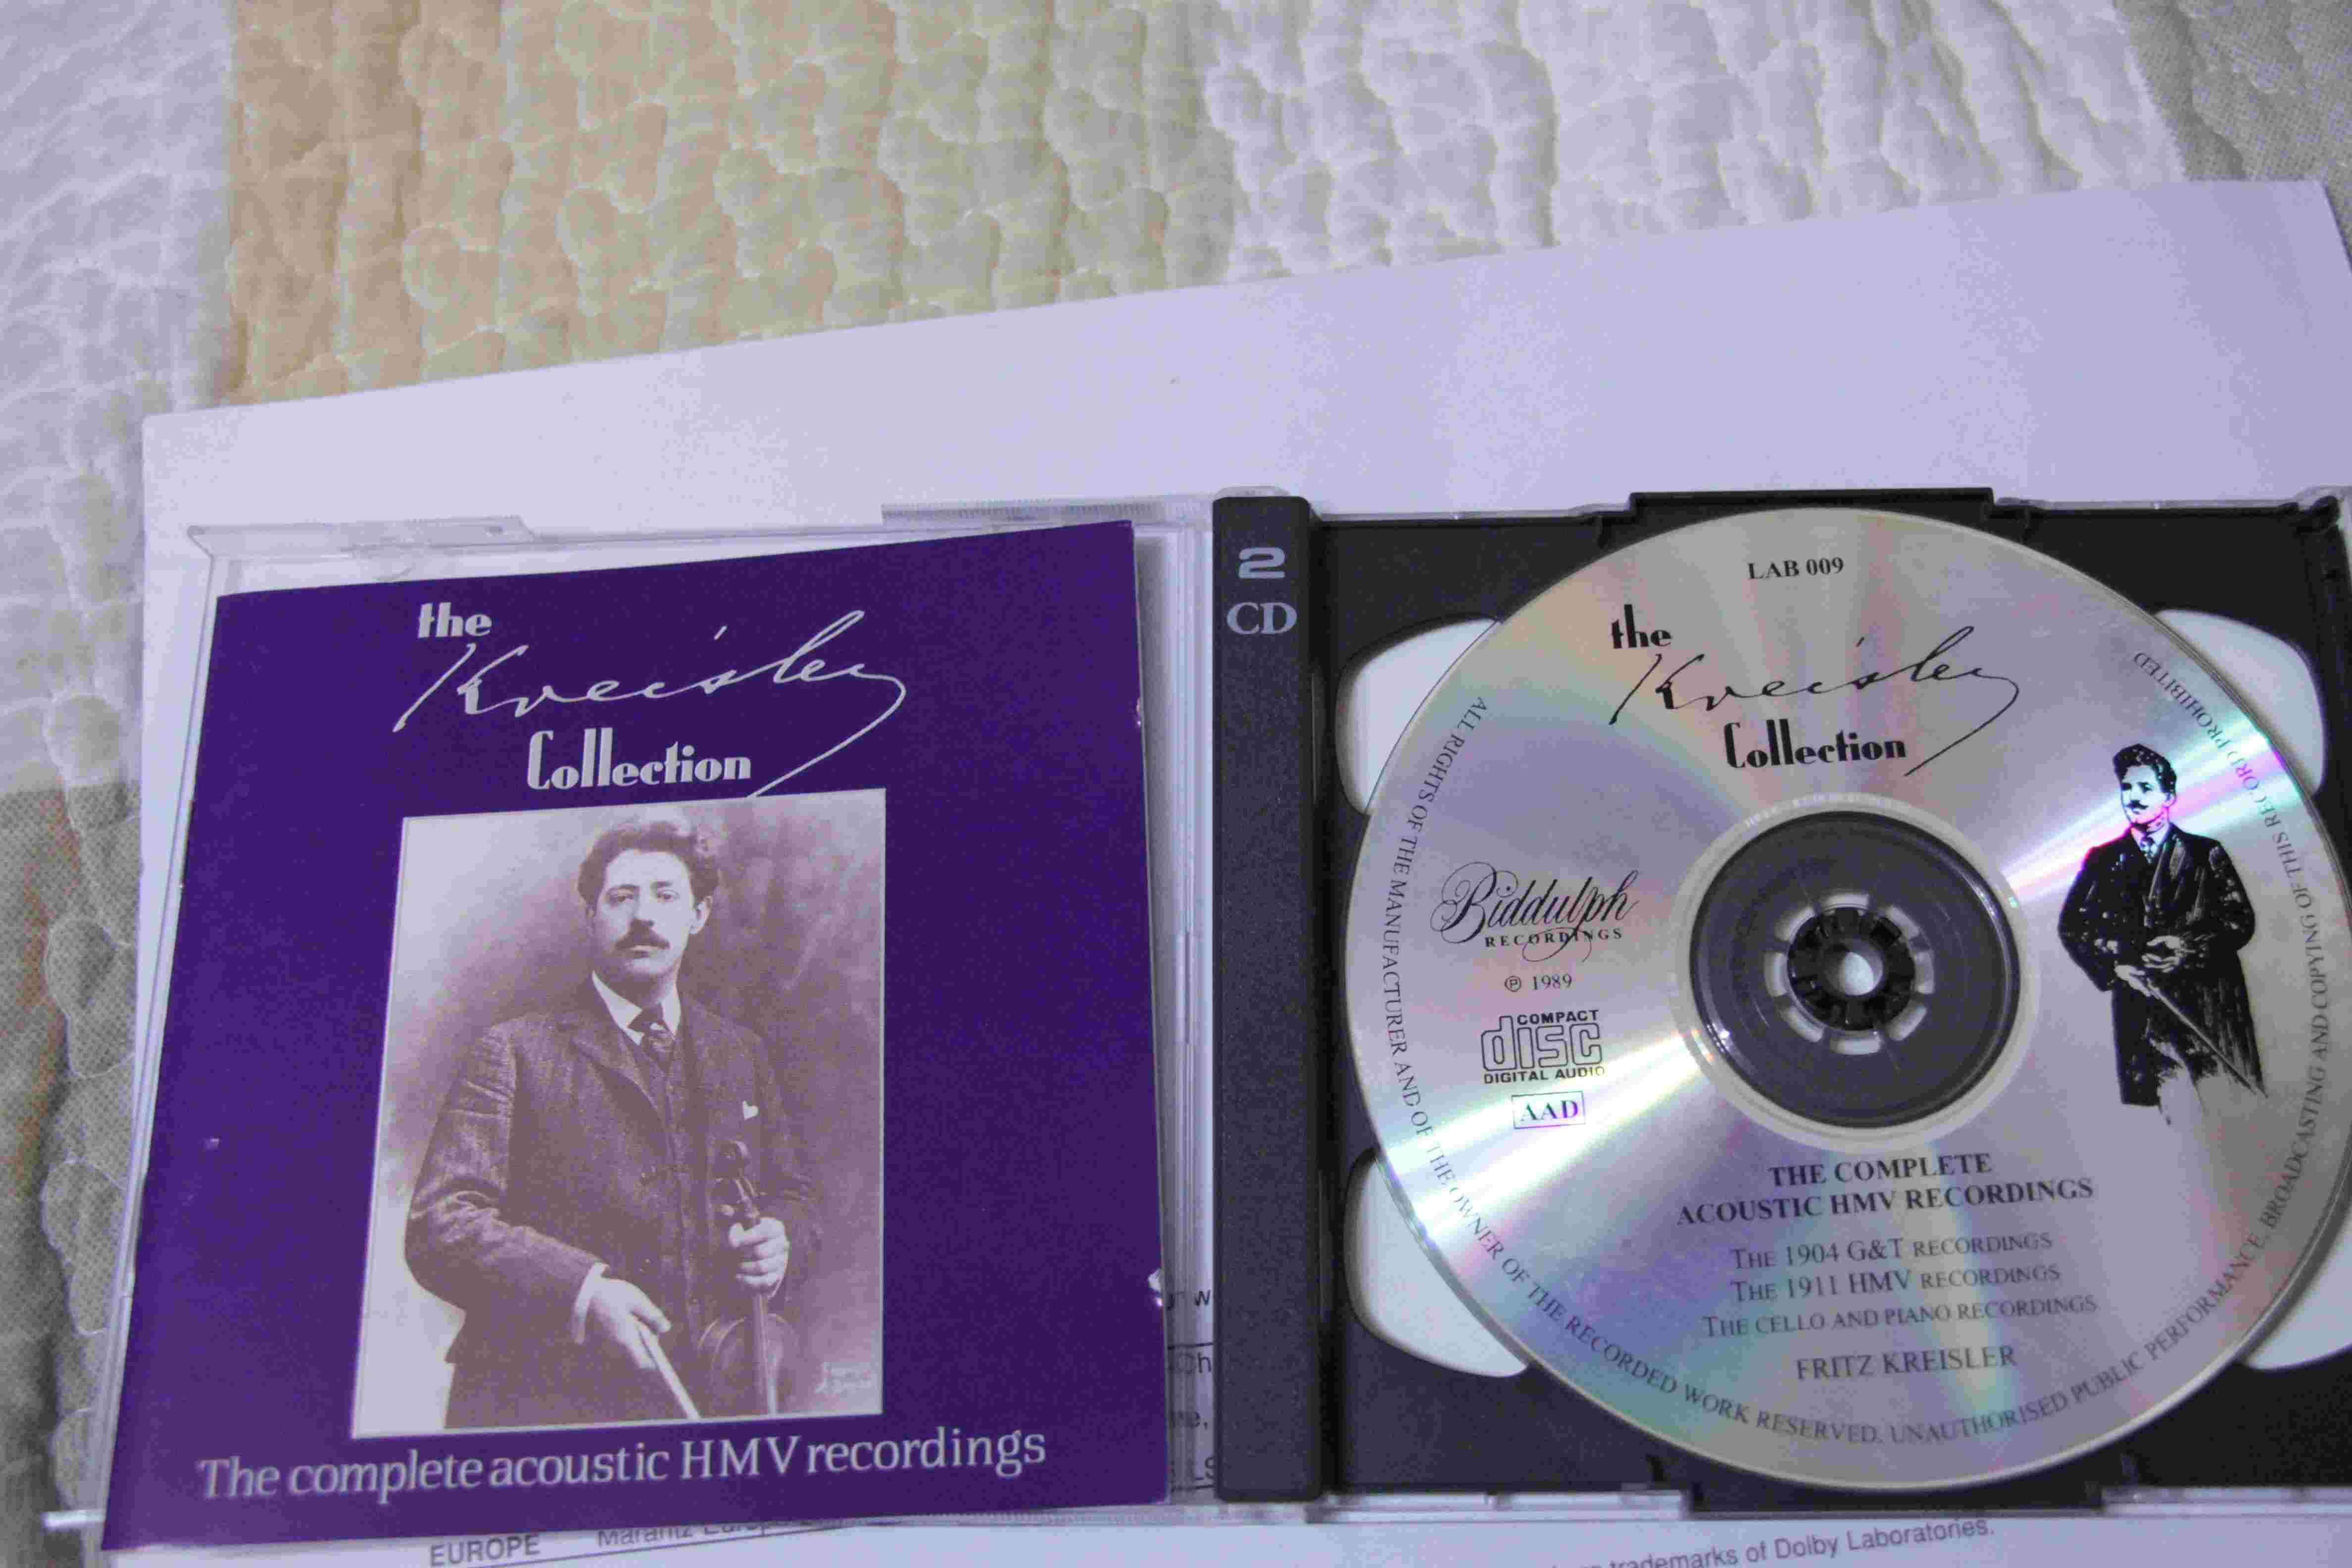 the
Kreisler
Collection
The complete acoustic HMV recordings
2
CD
LAB 009
the
Kreisler
Collection
Biddulph
RECORDINGS
℗ 1989
COMPACT
disc
DIGITAL AUDIO
AAD
THE COMPLETE
ACOUSTIC HMV RECORDINGS
THE 1904 G&T RECORDINGS
THE 1911 HMV RECORDINGS
THE CELLO AND PIANO RECORDINGS
FRITZ KREISLER
ALL RIGHTS OF THE MANUFACTURER AND OF THE OWNER OF THE RECORDED WORK RESERVED. UNAUTHORISED PUBLIC PERFORMANCE, BROADCASTING AND COPYING OF THIS RECORD PROHIBITED
EUROPE Marantz
trademarks of Dolby Laboratories.